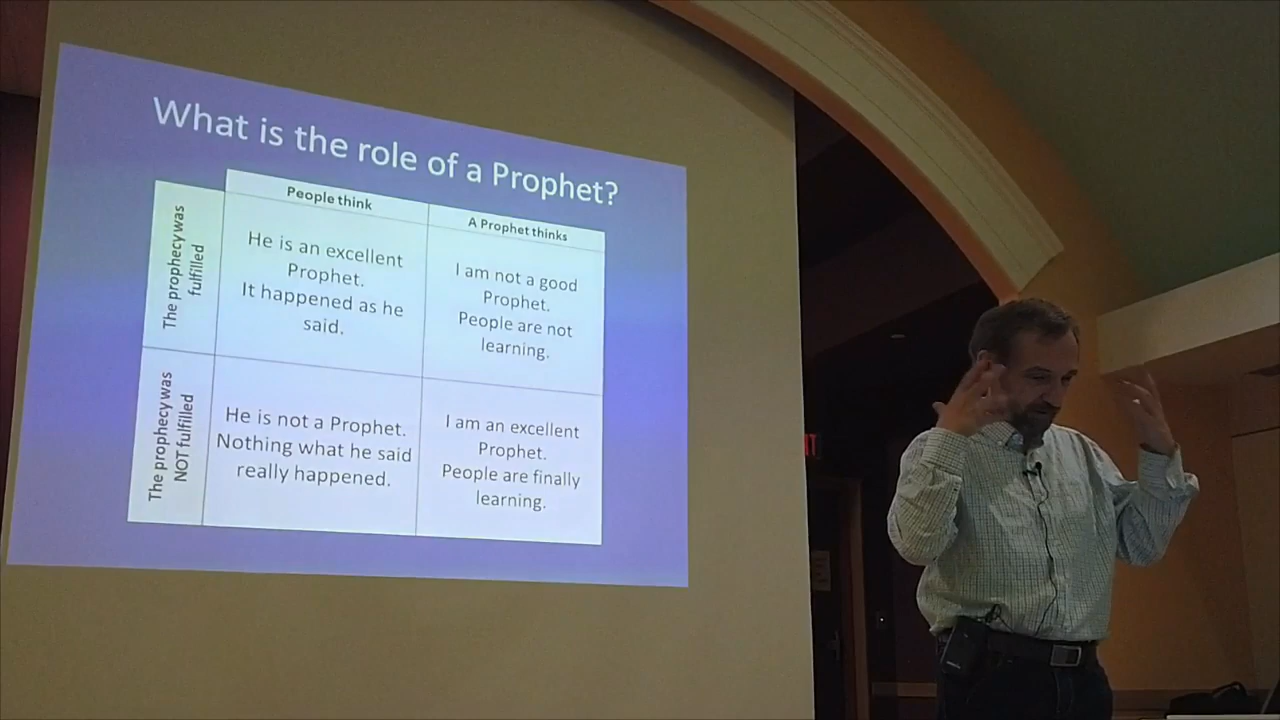 What is the role of a Prophet?
People think
A Prophet thinks
The prophecy was
fulfilled
He is an excellent
Prophet.
It happened as he
said.
I am not a good
Prophet.
People are not
learning.
The prophecy was
NOT fulfilled
He is not a Prophet.
Nothing what he said
really happened.
I am an excellent
Prophet.
People are finally
learning.